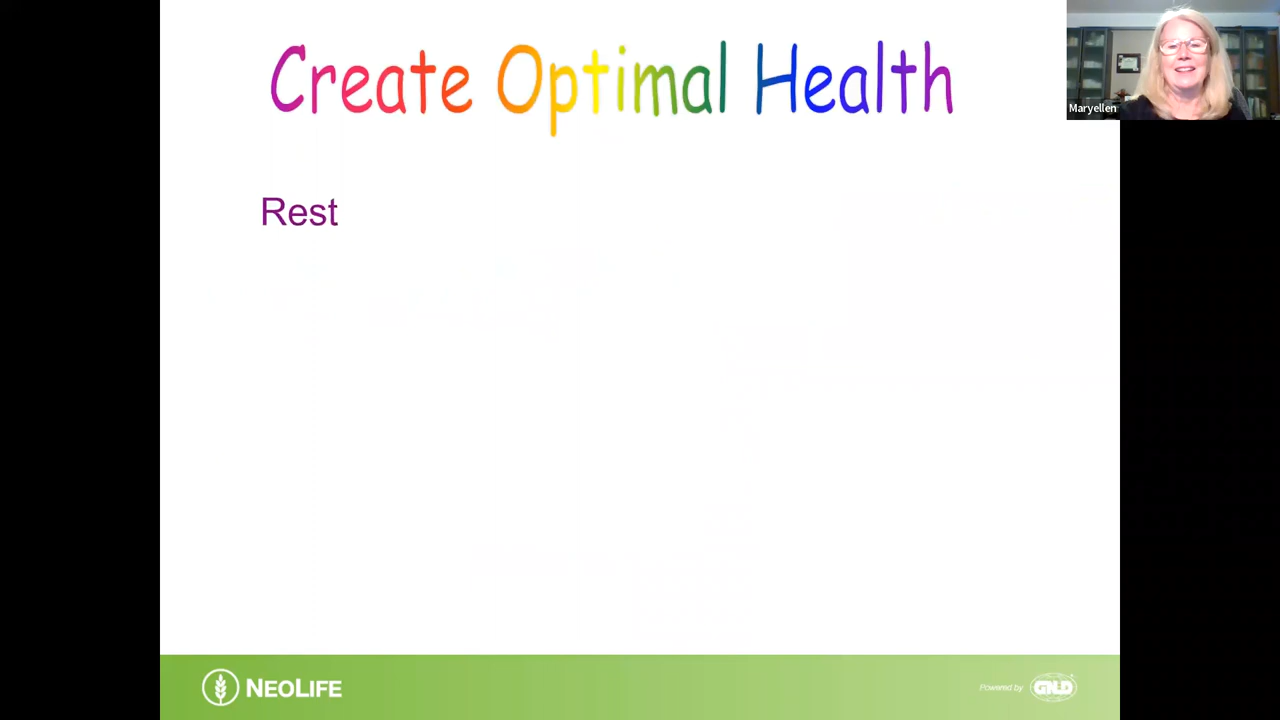 Create Optimal Health
Maryellen
Rest
NEOLIFE
Powered by GNLD